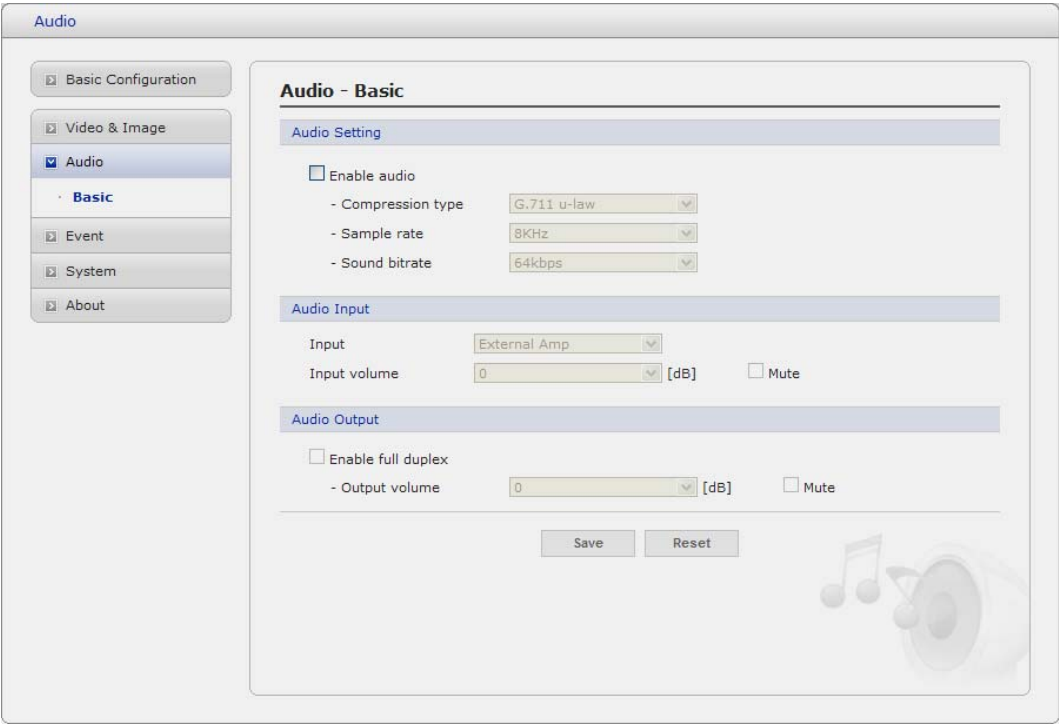 Audio
Basic Configuration
Video & Image
Audio
· Basic
Event
System
About
Audio - Basic
Audio Setting
Enable audio
- Compression type G.711 u-law
- Sample rate 8KHz
- Sound bitrate 64kbps
Audio Input
Input External Amp
Input volume 0 [dB] Mute
Audio Output
Enable full duplex
- Output volume 0 [dB] Mute
Save Reset